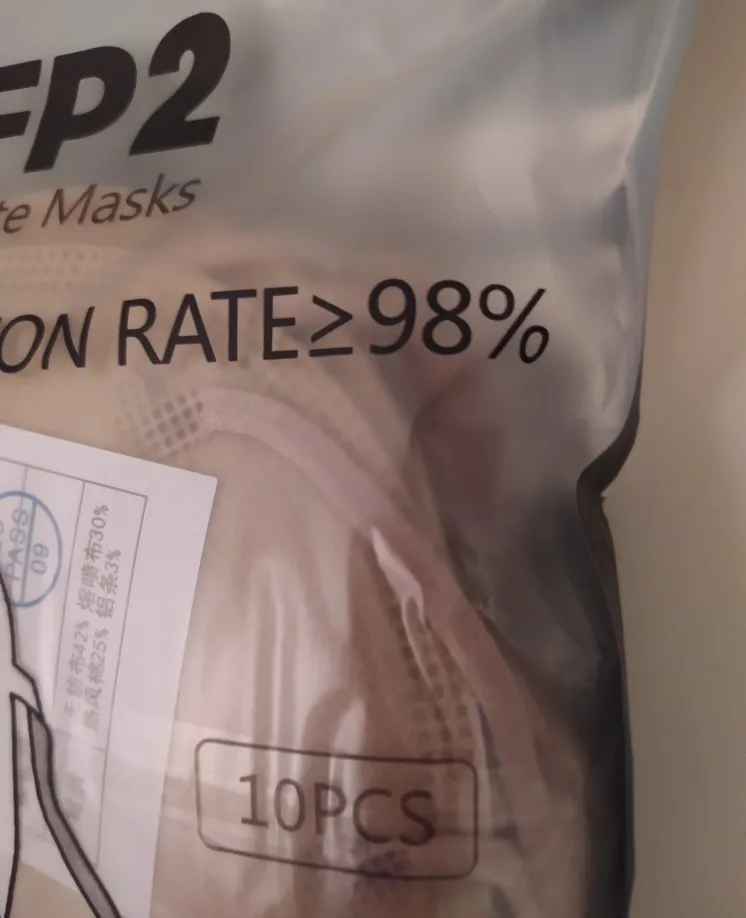 FP2
te Masks
ON RATE≥98%
PASS
09
无纺布42% 熔喷布30%
热风棉25% 铝条3%
10PCS